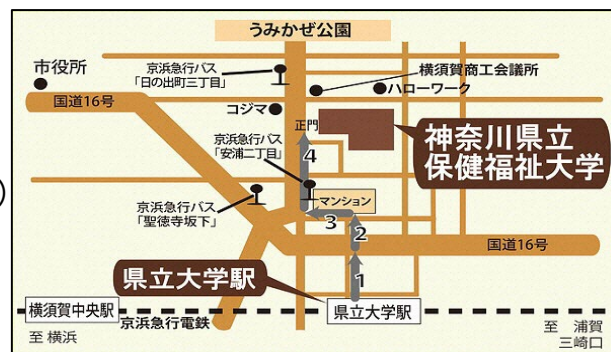 うみかぜ公園
市役所
京浜急行バス
「日の出町三丁目」
横須賀商工会議所
ハローワーク
国道16号
コジマ
正門
京浜急行バス
「安浦二丁目」
4
神奈川県立
保健福祉大学
京浜急行バス
「聖徳寺坂下」
マンション
3
2
国道16号
県立大学駅
1
横須賀中央駅
県立大学駅
京浜急行電鉄
至 横浜
至 浦賀
三崎口